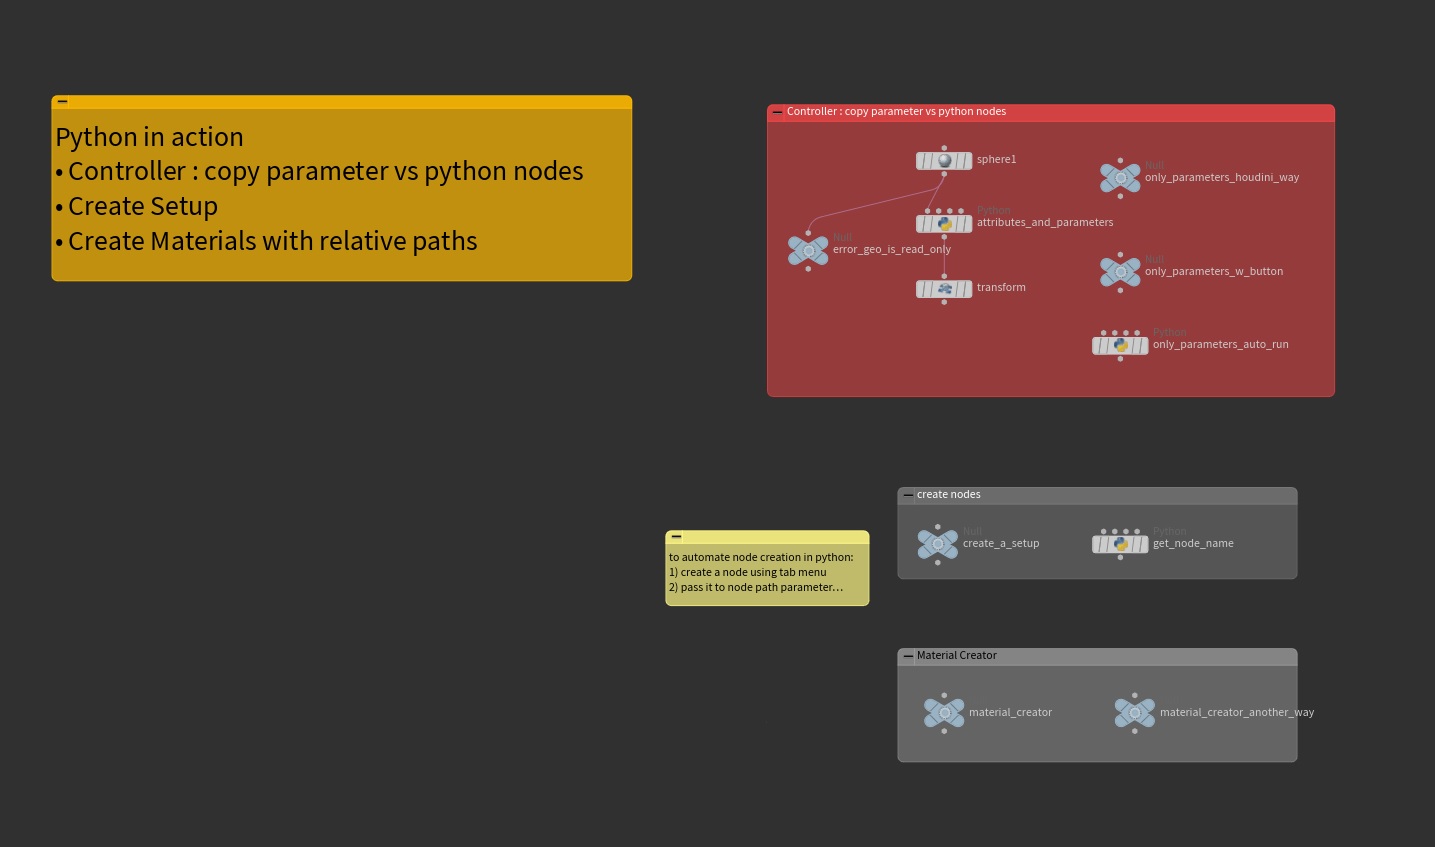 Python in action
• Controller : copy parameter vs python nodes
• Create Setup
• Create Materials with relative paths
Controller : copy parameter vs python nodes
sphere1
Null
only_parameters_houdini_way
Python
attributes_and_parameters
Null
error_geo_is_read_only
Null
only_parameters_w_button
transform
Python
only_parameters_auto_run
create nodes
Null
create_a_setup
Python
get_node_name
to automate node creation in python:
1) create a node using tab menu
2) pass it to node path parameter...
Material Creator
material_creator
material_creator_another_way